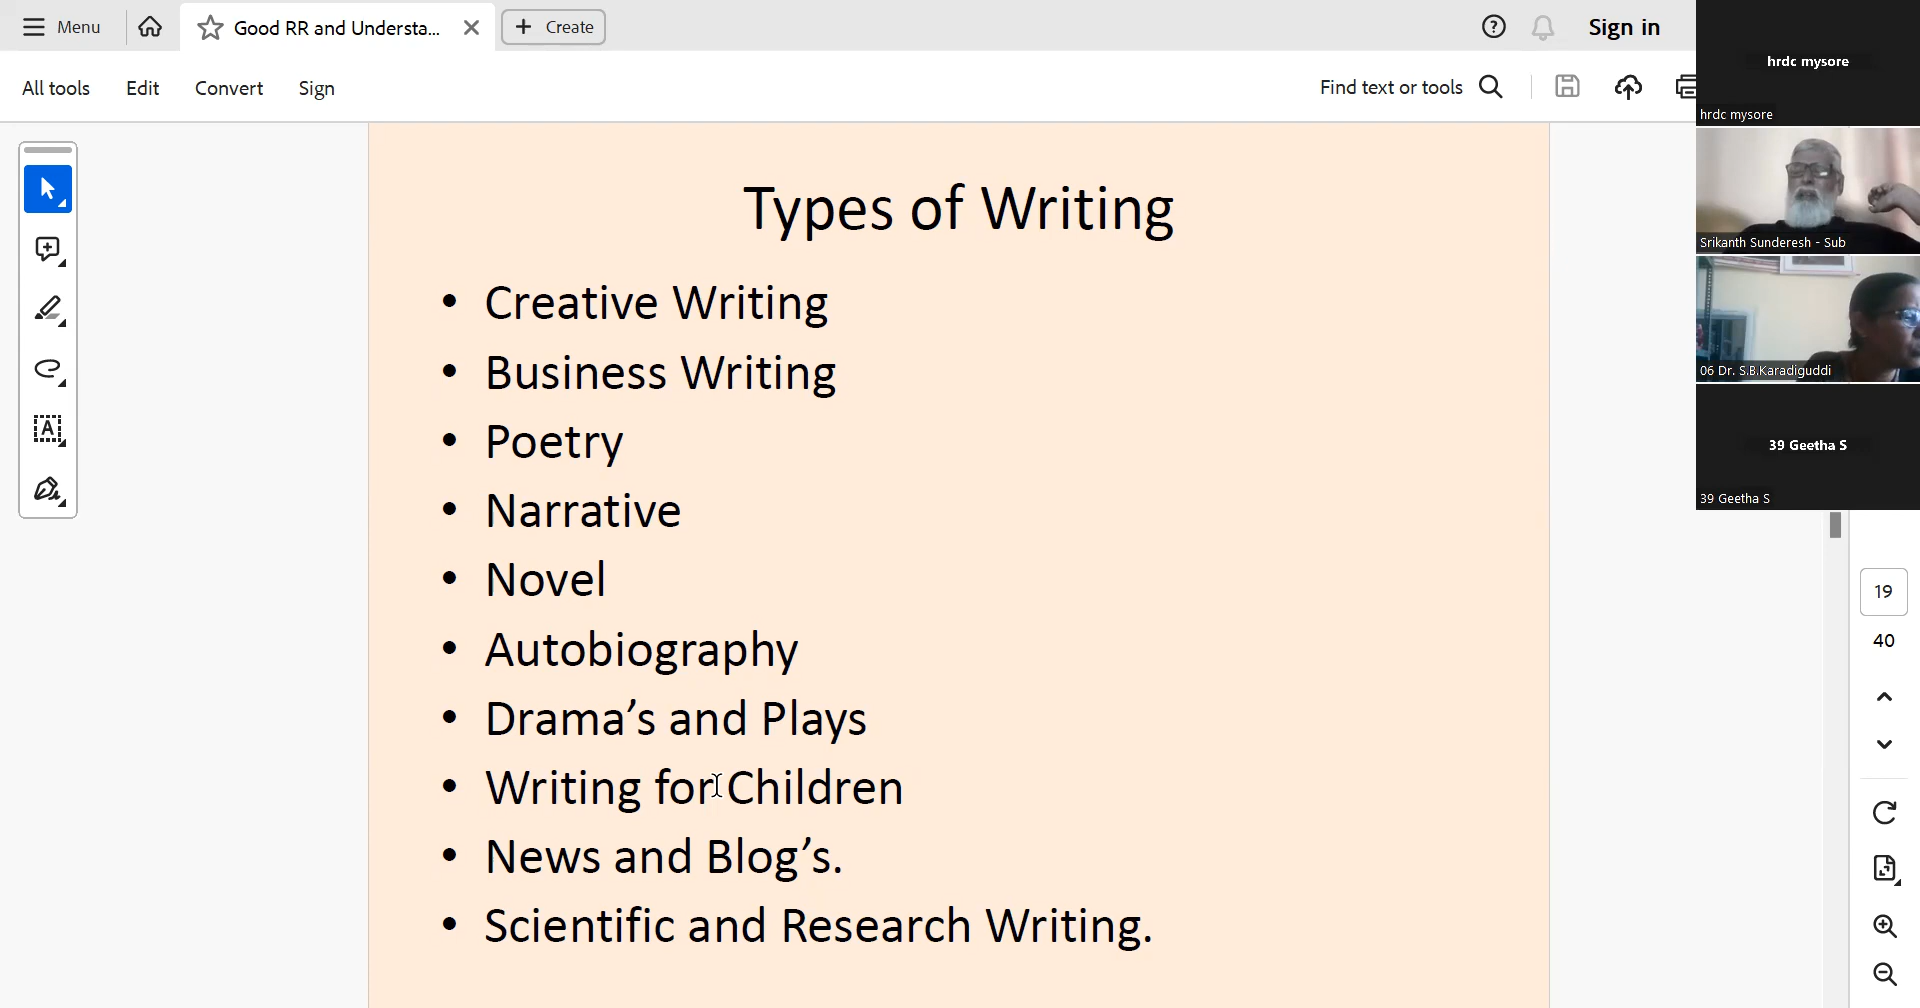 Menu
Good RR and Understa...
Create
Sign in
All tools
Edit
Convert
Sign
Find text or tools
hrdc mysore
hrdc mysore
Srikanth Sunderesh - Sub
06 Dr. S.B.Karadiguddi
39 Geetha S
39 Geetha S
Types of Writing
• Creative Writing
• Business Writing
• Poetry
• Narrative
• Novel
• Autobiography
• Drama’s and Plays
• Writing for Children
• News and Blog’s.
• Scientific and Research Writing.
19
40